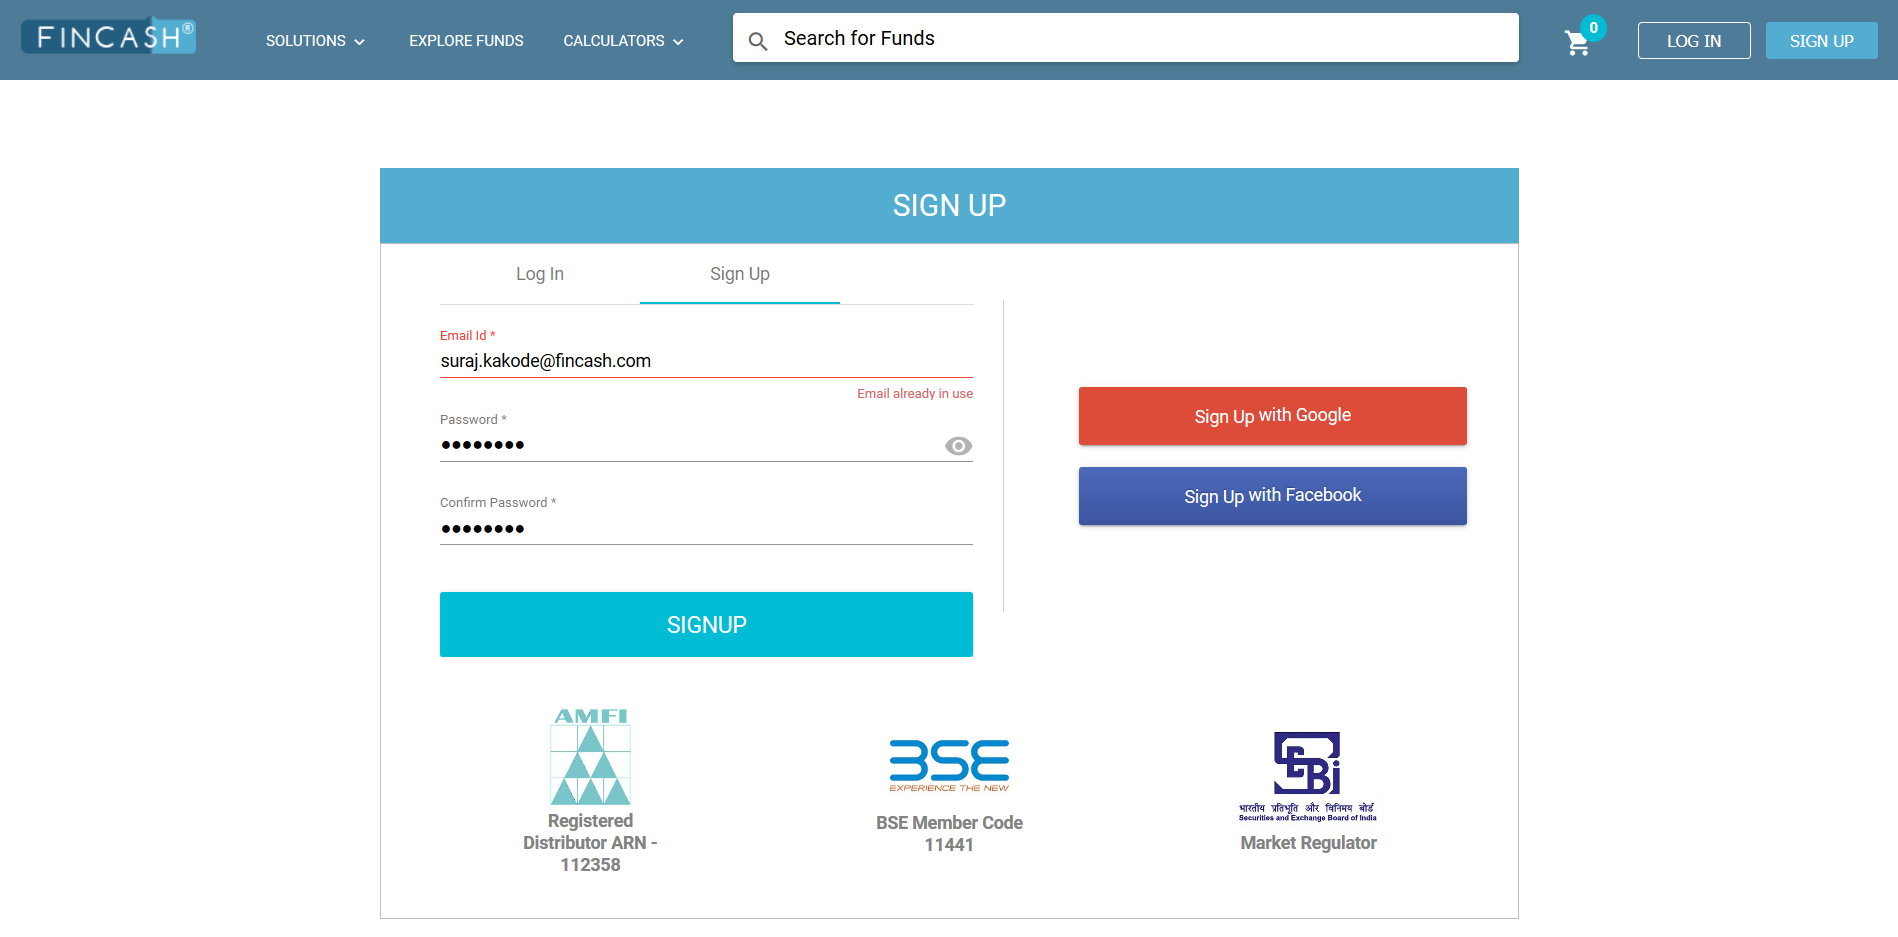 FINCASH®
SOLUTIONS
EXPLORE FUNDS
CALCULATORS
Search for Funds
0
LOG IN
SIGN UP
SIGN UP
Log In
Sign Up
Email Id *
suraj.kakode@fincash.com
Email already in use
Password *
••••••••
Confirm Password *
••••••••
SIGNUP
Sign Up with Google
Sign Up with Facebook
AMFI
Registered
Distributor ARN -
112358
BSE
EXPERIENCE THE NEW
BSE Member Code
11441
SEBI
भारतीय प्रतिभूति और विनिमय बोर्ड
Securities and Exchange Board of India
Market Regulator